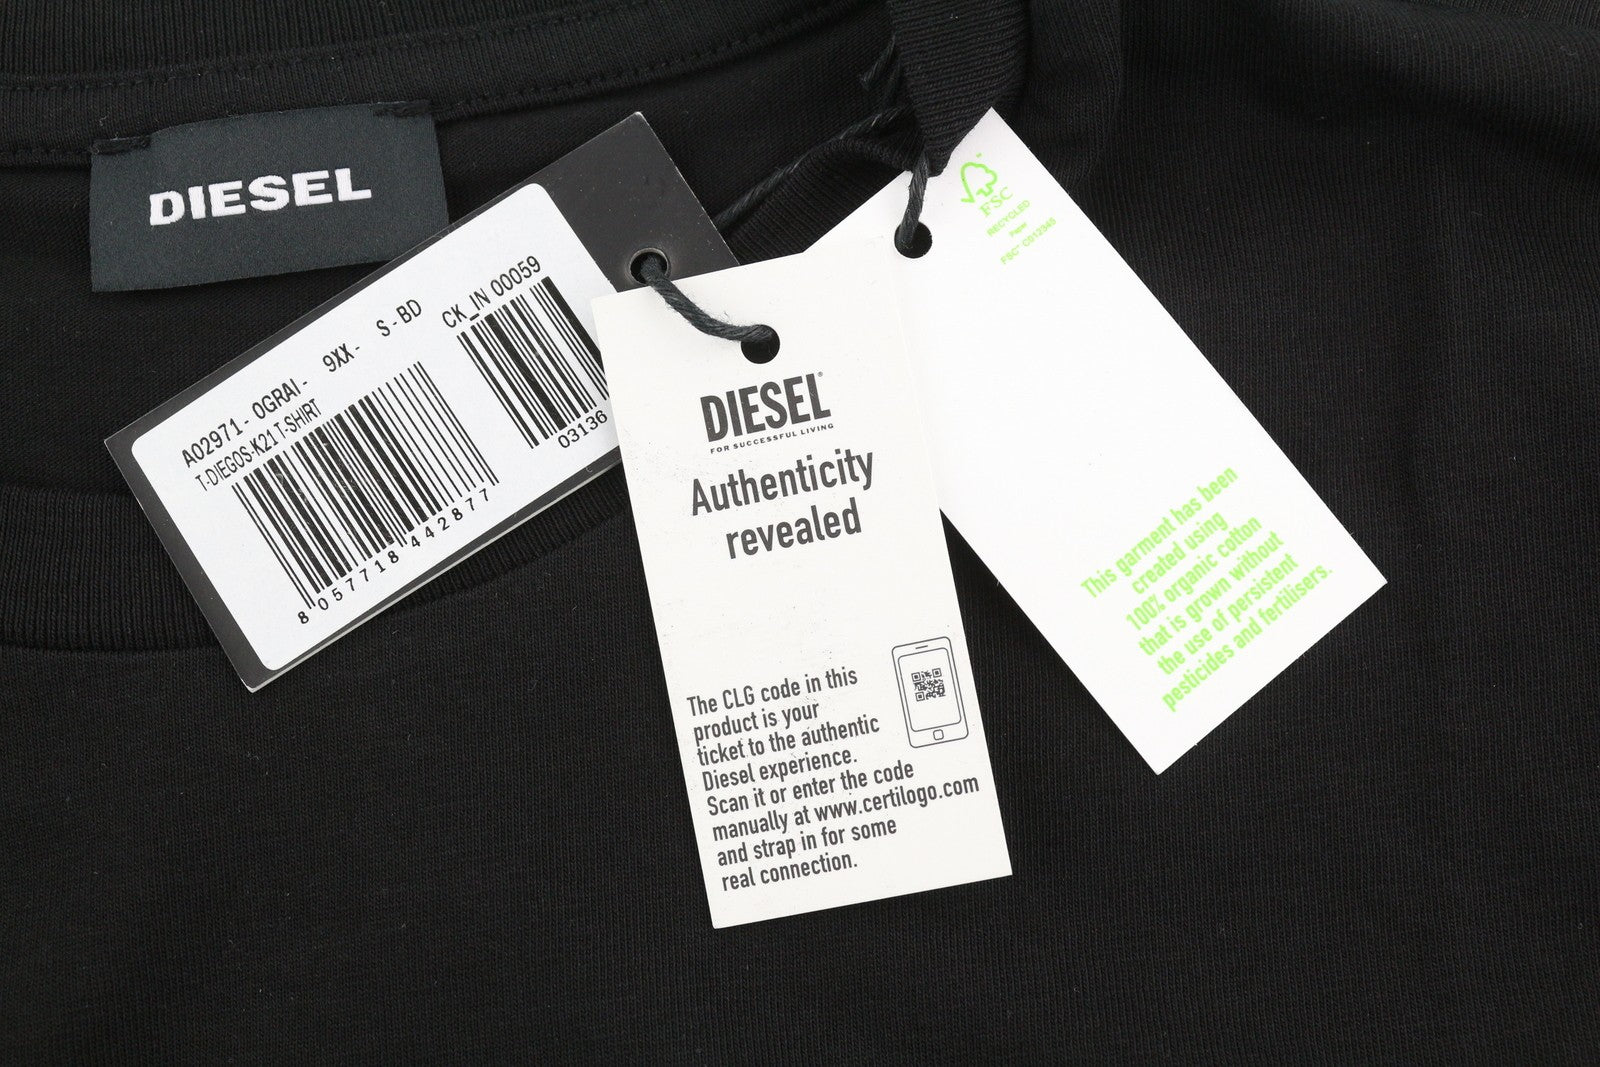 DIESEL
A02971- 0GRAI- 9XX- S-BD
T-DIEGOS-K21 T-SHIRT
8 057718 442877
CK_IN 00059
03136
DIESEL®
FOR SUCCESSFUL LIVING
Authenticity
revealed
The CLG code in this
product is your
ticket to the authentic
Diesel experience.
Scan it or enter the code
manually at www.certilogo.com
and strap in for some
real connection.
FSC
RECYCLED
Paper
FSC™ C012345
This garment has been
created using
100% organic cotton
that is grown without
the use of persistent
pesticides and fertilisers.